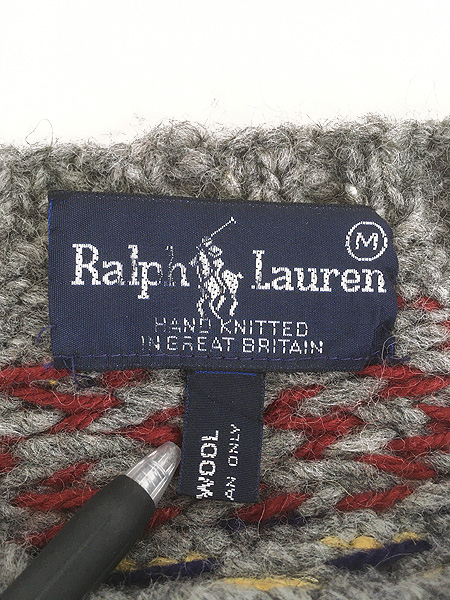 M
Ralph Lauren
HAND KNITTED
IN GREAT BRITAIN
WOOL
AN ONLY